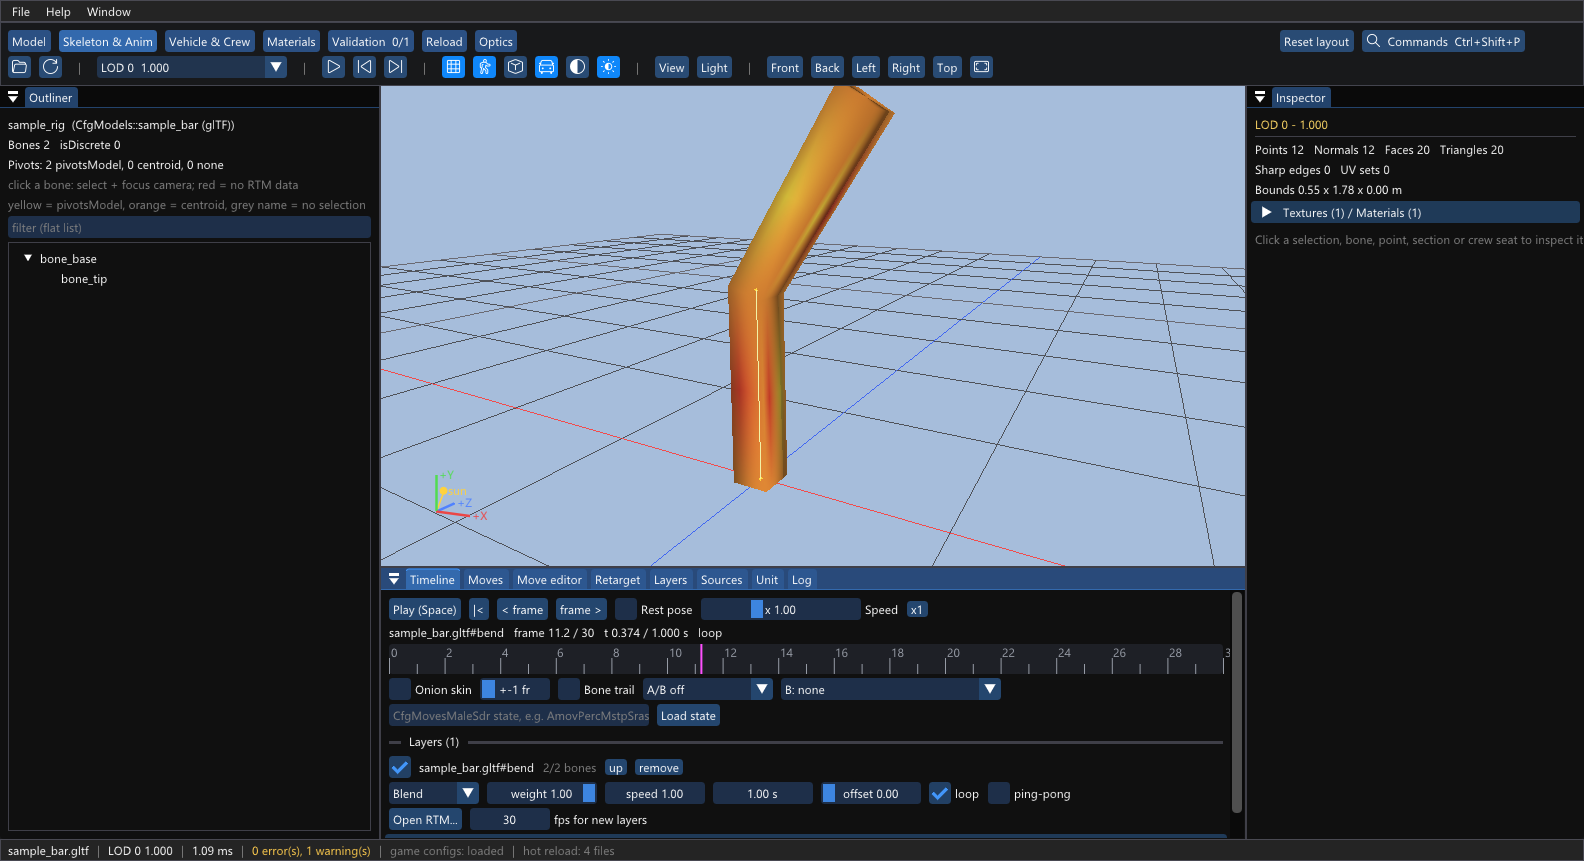 File Help Window
Model Skeleton & Anim Vehicle & Crew Materials Validation 0/1 Reload Optics Reset layout Commands Ctrl+Shift+P
LOD 0 1.000 View Light Front Back Left Right Top
Outliner
sample_rig (CfgModels::sample_bar (glTF))
Bones 2 isDiscrete 0
Pivots: 2 pivotsModel, 0 centroid, 0 none
click a bone: select + focus camera; red = no RTM data
yellow = pivotsModel, orange = centroid, grey name = no selection
filter (flat list)
bone_base
bone_tip
+Y
sun
+Z
+X
Timeline Moves Move editor Retarget Layers Sources Unit Log
Play (Space) |< < frame frame > Rest pose x 1.00 Speed x1
sample_bar.gltf#bend frame 11.2 / 30 t 0.374 / 1.000 s loop
0 2 4 6 8 10 12 14 16 18 20 22 24 26 28 3
Onion skin +-1 fr Bone trail A/B off B: none
CfgMovesMaleSdr state, e.g. AmovPercMstpSras Load state
Layers (1)
sample_bar.gltf#bend 2/2 bones up remove
Blend weight 1.00 speed 1.00 1.00 s offset 0.00 loop ping-pong
Open RTM... 30 fps for new layers
Inspector
LOD 0 - 1.000
Points 12 Normals 12 Faces 20 Triangles 20
Sharp edges 0 UV sets 0
Bounds 0.55 x 1.78 x 0.00 m
Textures (1) / Materials (1)
Click a selection, bone, point, section or crew seat to inspect it
sample_bar.gltf | LOD 0 1.000 | 1.09 ms | 0 error(s), 1 warning(s) | game configs: loaded | hot reload: 4 files